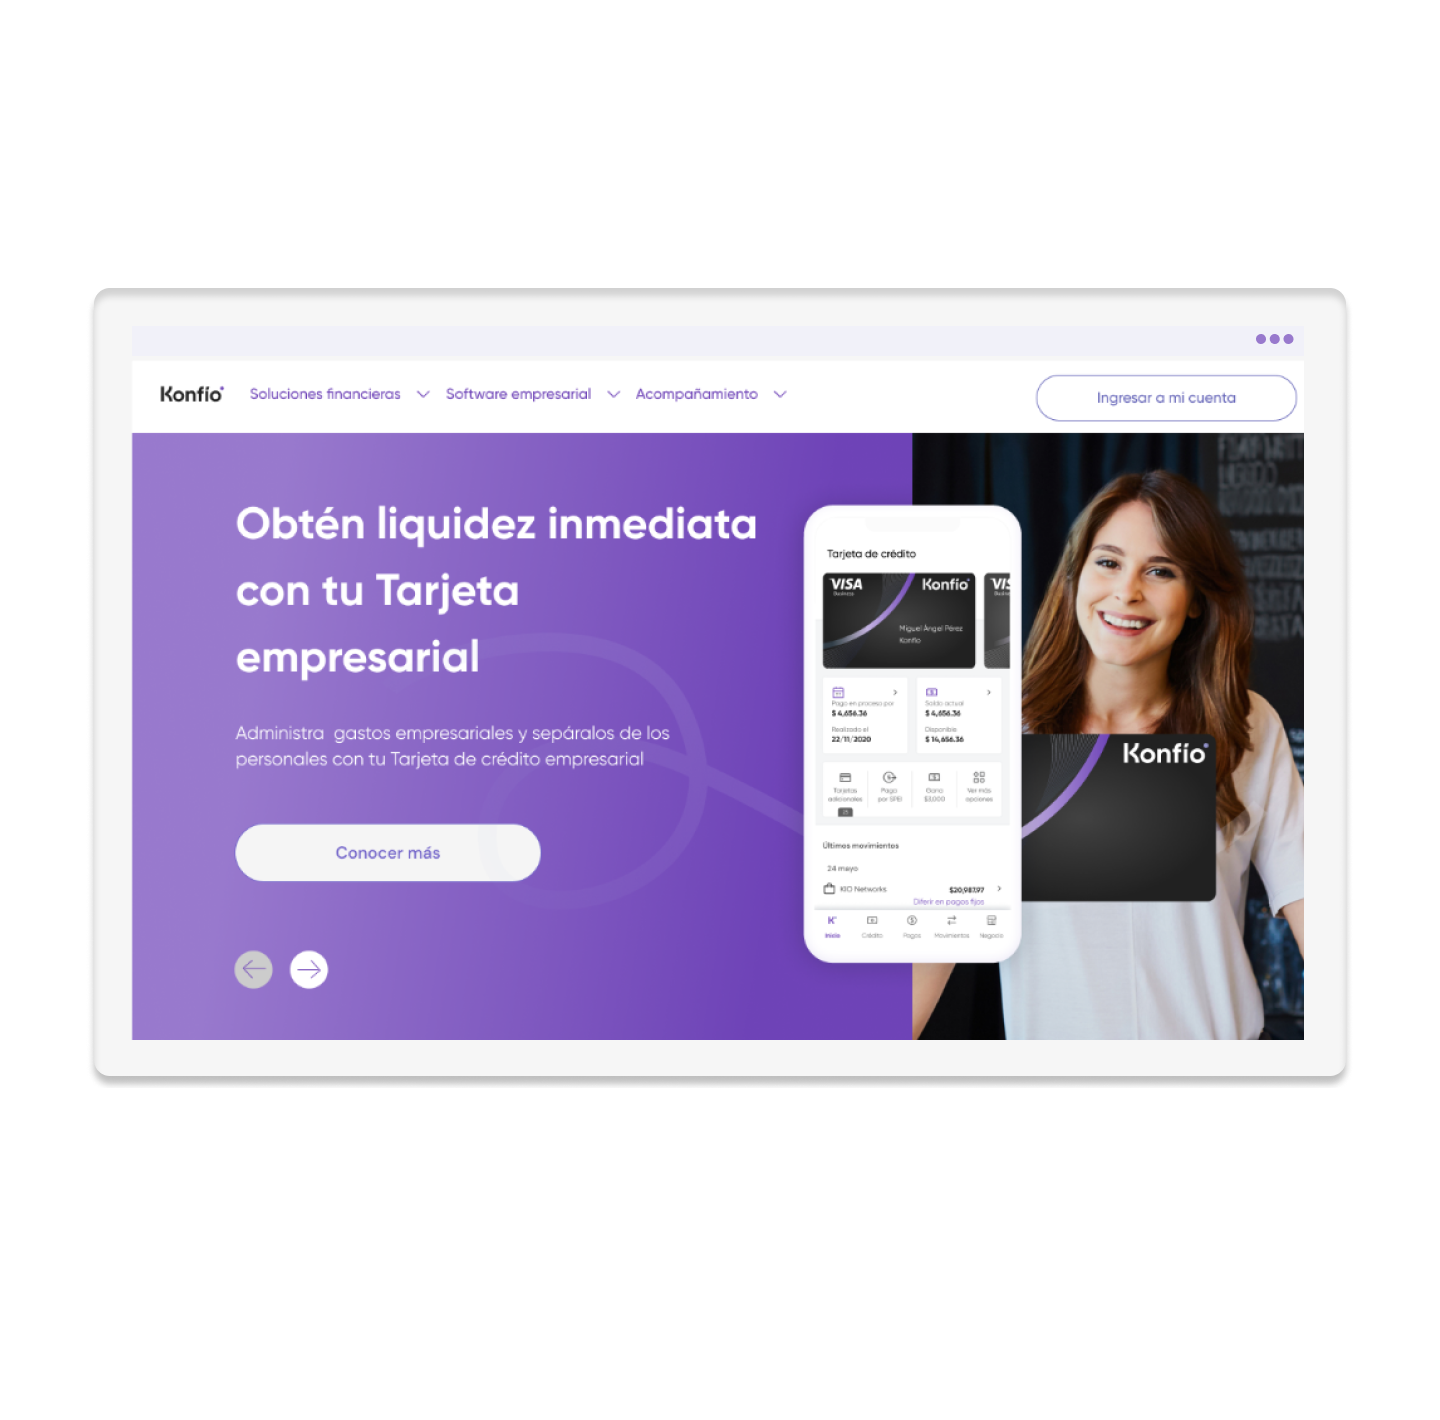 Konfío
Soluciones financieras
Software empresarial
Acompañamiento
Ingresar a mi cuenta
Obtén liquidez inmediata
con tu Tarjeta
empresarial
Administra gastos empresariales y sepáralos de los
personales con tu Tarjeta de crédito empresarial
Conocer más
Tarjeta de crédito
VISA
Business
Konfío
Miguel Ángel Pérez
Konfío
VIS
Pago en proceso por
$ 4,656.36
Realizado el
22/11/2020
Saldo actual
$ 4,656.36
Disponible
$ 14,656.36
Tarjetas
adicionales
Pago
por SPEI
Gana
$3,000
Ver más
opciones
Últimos movimientos
24 mayo
KIO Networks
$20,987.97
Diferir en pagos fijos
Inicio
Crédito
Pagos
Movimientos
Negocio
Konfío